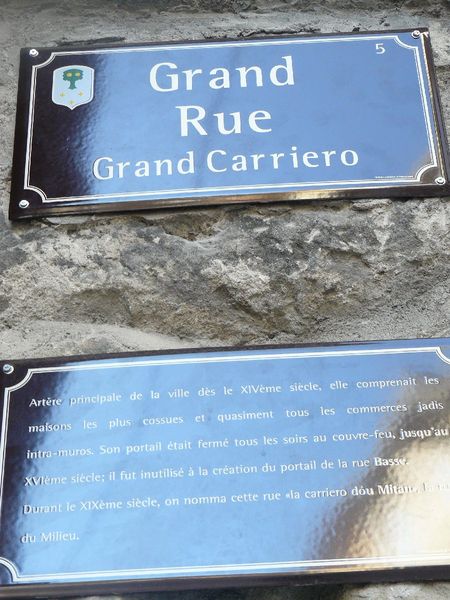 5
Grand
Rue
Grand Carriero
Artère principale de la ville dès le XIVème siècle, elle comprenait les
maisons les plus cossues et quasiment tous les commerces jadis
intra-muros. Son portail était fermé tous les soirs au couvre-feu, jusqu'au
XVIème siècle; il fut inutilisé à la création du portail de la rue Basse.
Durant le XIXème siècle, on nomma cette rue «la carriero dóu Mitan»,
du Milieu.